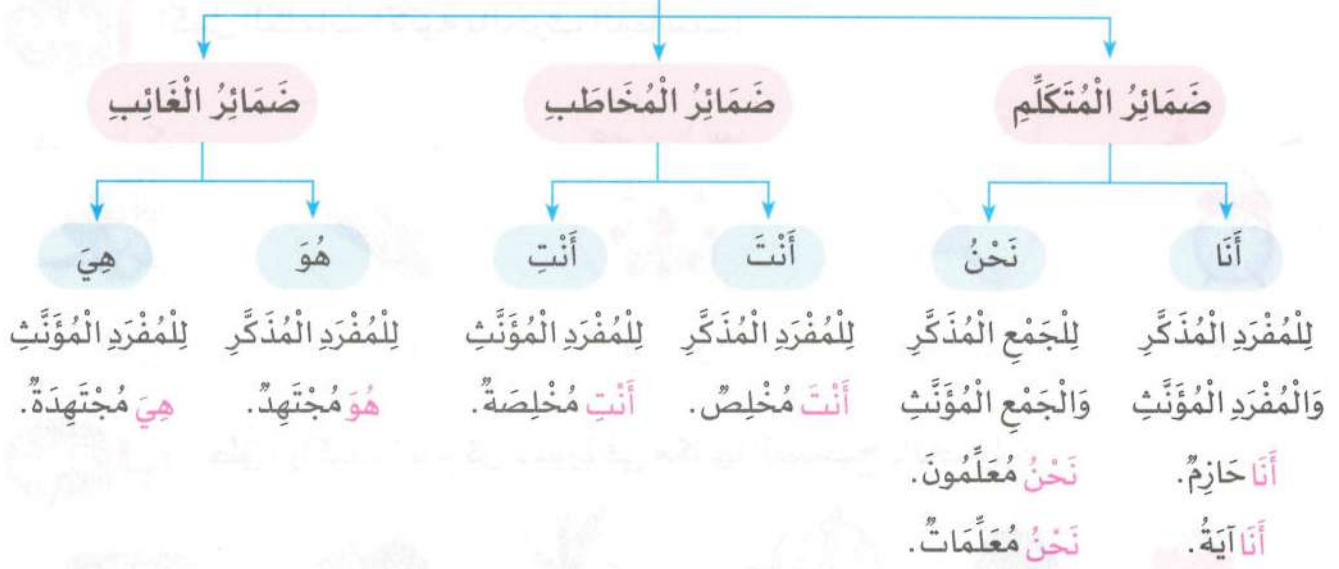 ضَمَائِرُ الْمُتَكَلِّمِ ضَمَائِرُ الْمُخَاطَبِ ضَمَائِرُ الْغَائِبِ
أَنَا نَحْنُ أَنْتَ أَنْتِ هُوَ هِيَ
لِلْمُفْرَدِ الْمُذَكَّرِ لِلْجَمْعِ الْمُذَكَّرِ لِلْمُفْرَدِ الْمُذَكَّرِ لِلْمُفْرَدِ الْمُؤَنَّثِ لِلْمُفْرَدِ الْمُذَكَّرِ لِلْمُفْرَدِ الْمُؤَنَّثِ
وَالْمُفْرَدِ الْمُؤَنَّثِ وَالْجَمْعِ الْمُؤَنَّثِ أَنْتَ مُخْلِصٌ. أَنْتِ مُخْلِصَةٌ. هُوَ مُجْتَهِدٌ. هِيَ مُجْتَهِدَةٌ.
أَنَا حَازِمٌ. نَحْنُ مُعَلِّمُونَ.
أَنَا آيَةُ. نَحْنُ مُعَلِّمَاتٌ.